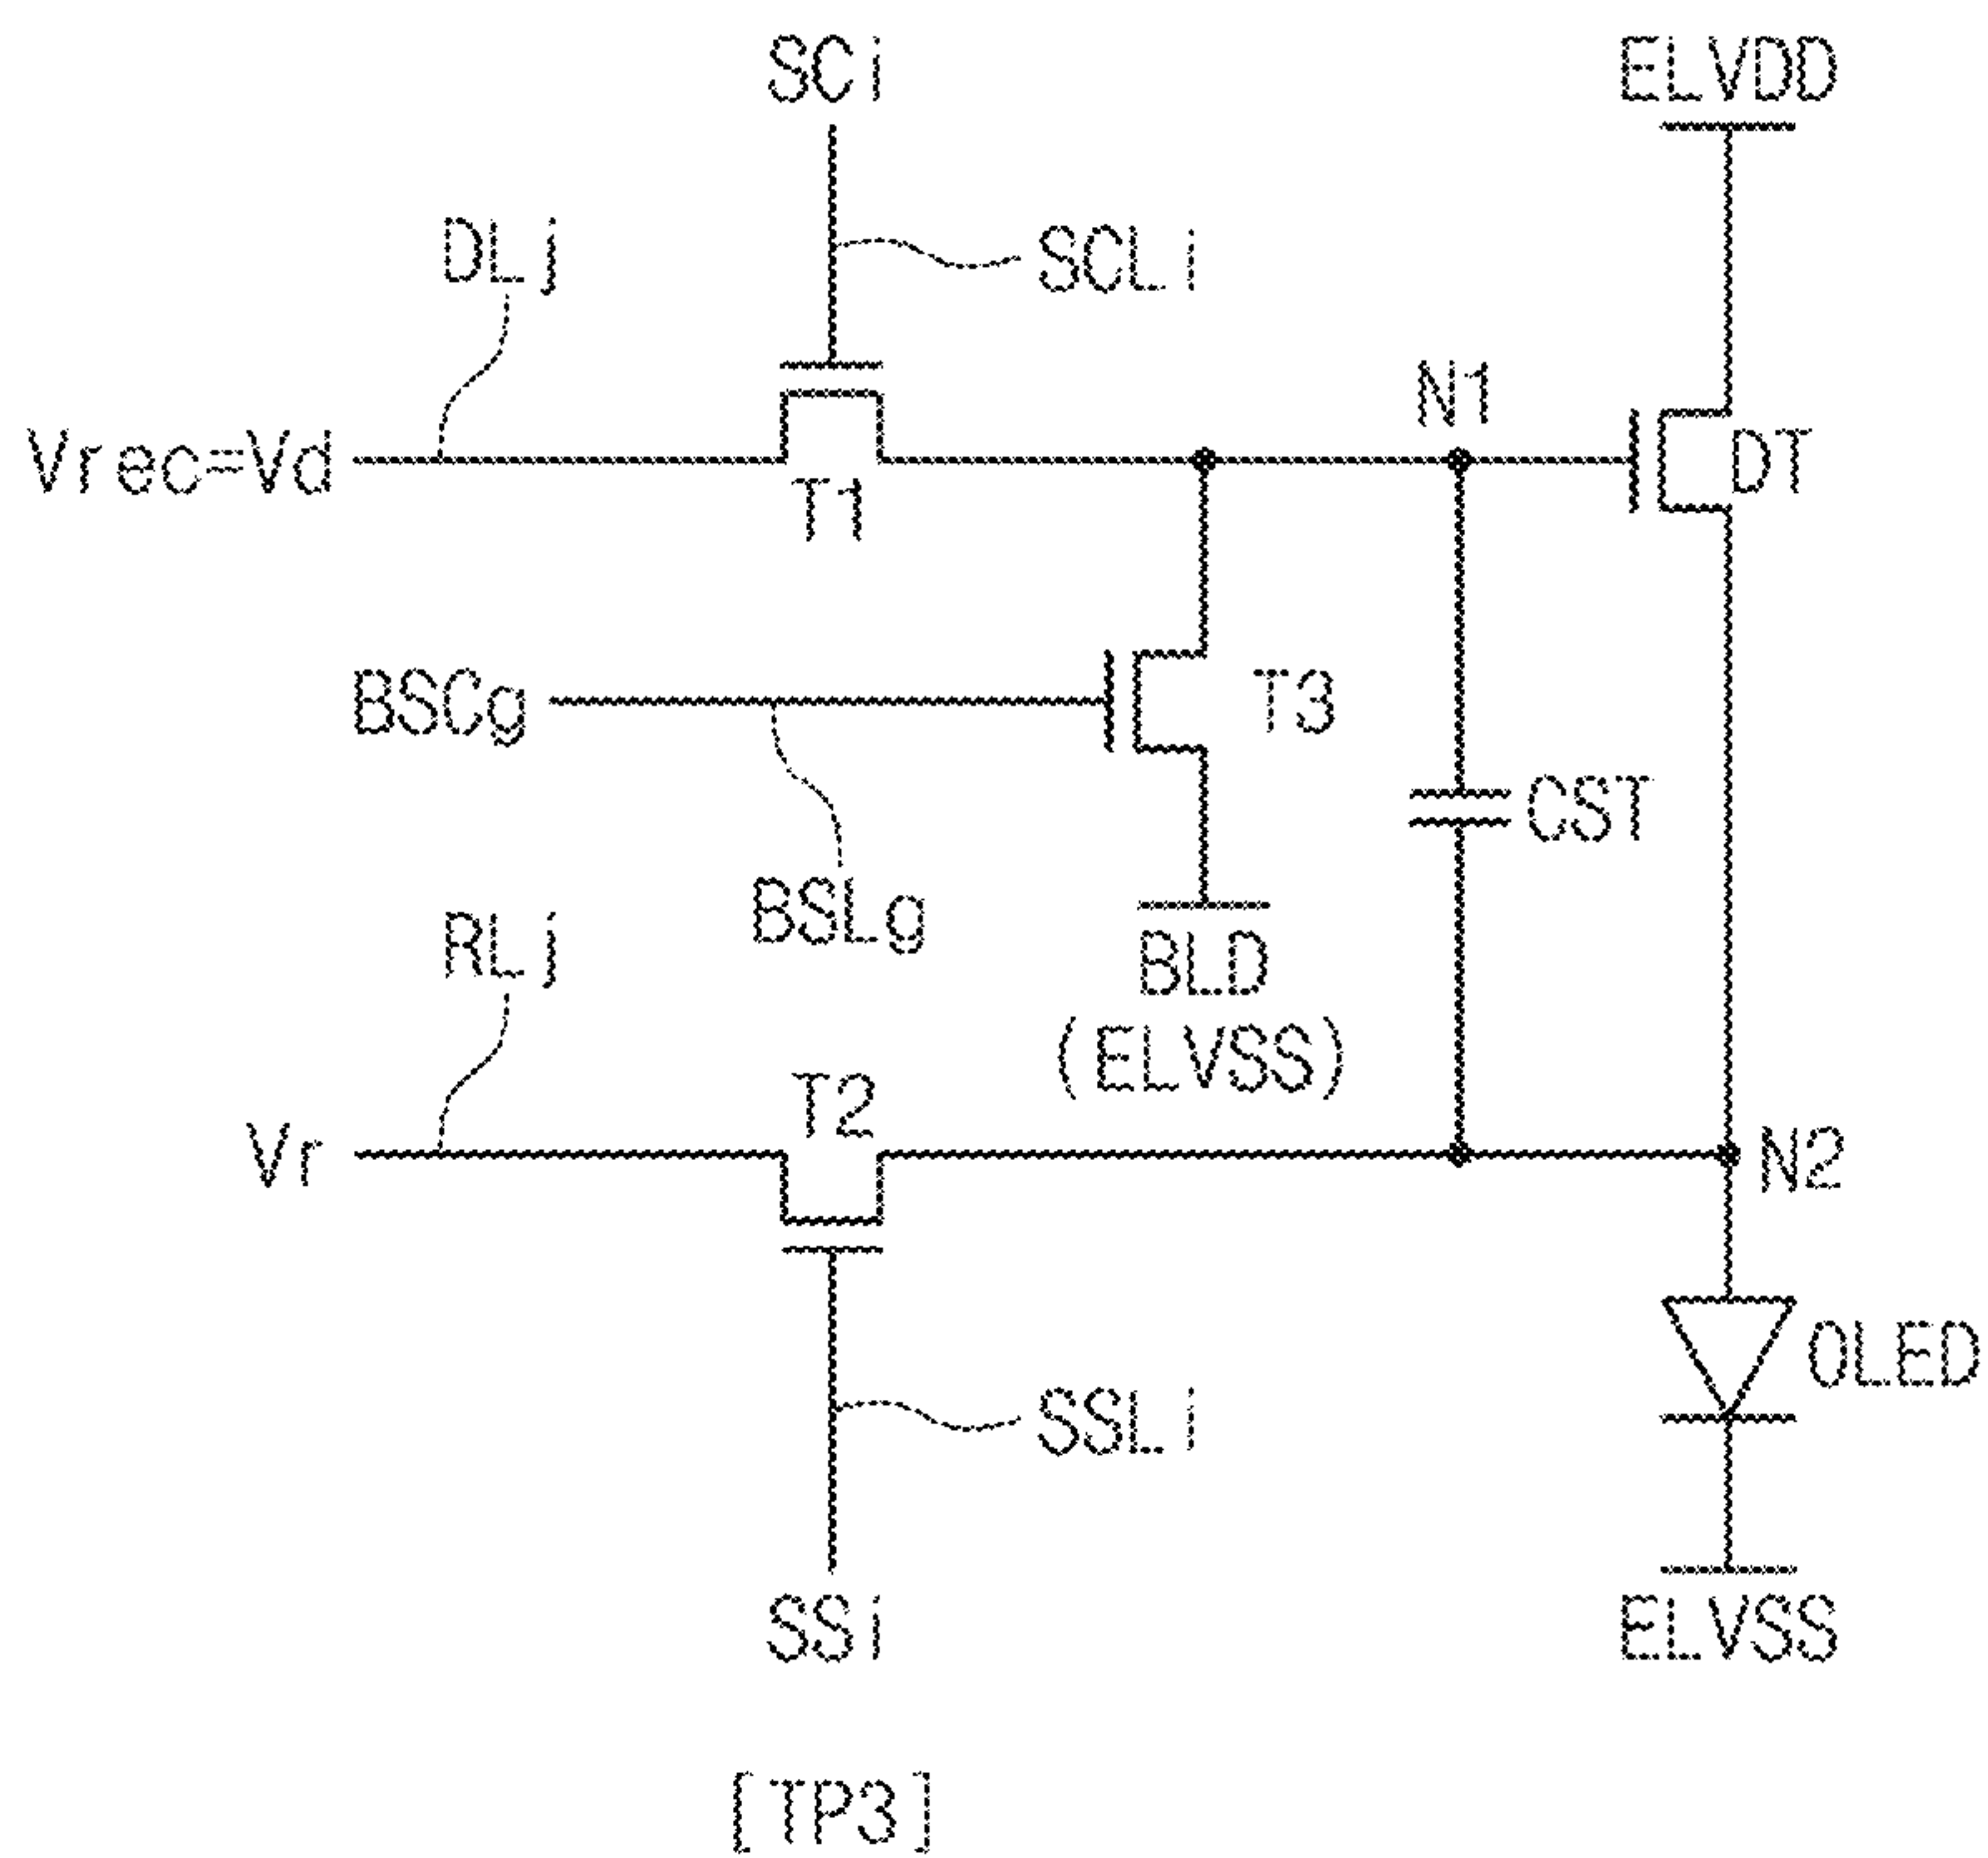 SCi
ELVDD
DLj
SCLi
N1
Vrec=Vd
DT
T1
BSCg
T3
CST
BSLg
RLj
BLD
(ELVSS)
T2
Vr
N2
OLED
SSLi
SSi
ELVSS
[TP3]